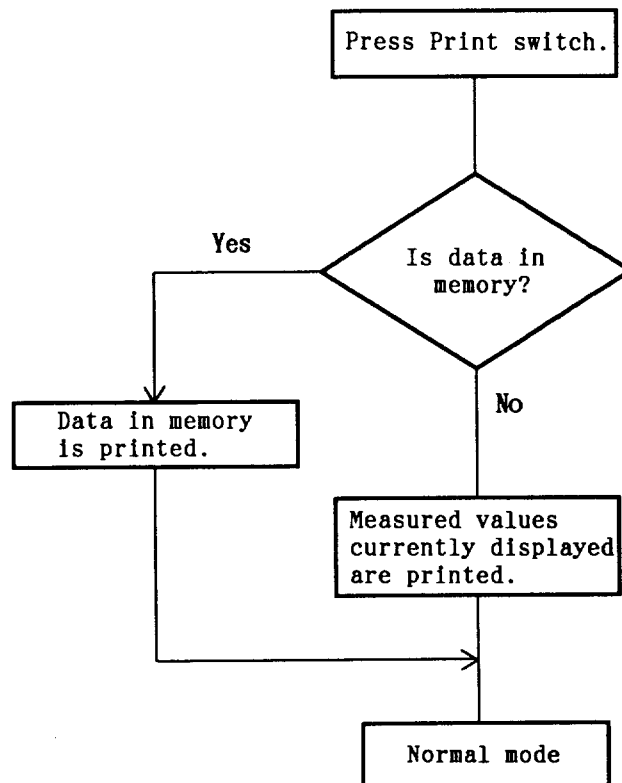 Press Print switch.
Is data in
memory?
Yes
No
Data in memory
is printed.
Measured values
currently displayed
are printed.
Normal mode